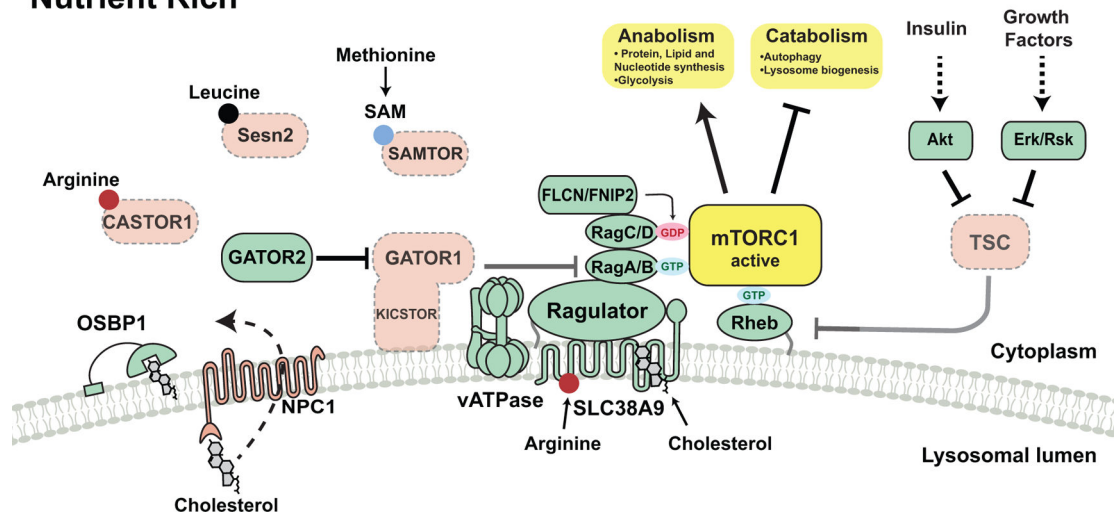 Nutrient Rich
Anabolism
• Protein, Lipid and
Nucleotide synthesis
•Glycolysis
Catabolism
•Autophagy
•Lysosome biogenesis
Insulin
Growth
Factors
Methionine
SAM
SAMTOR
Leucine
Sesn2
Arginine
CASTOR1
Akt
Erk/Rsk
TSC
FLCN/FNIP2
RagC/D
GDP
RagA/B
GTP
mTORC1
active
GATOR2
GATOR1
KICSTOR
Ragulator
GTP
Rheb
OSBP1
NPC1
vATPase
SLC38A9
Arginine
Cholesterol
Cholesterol
Cytoplasm
Lysosomal lumen